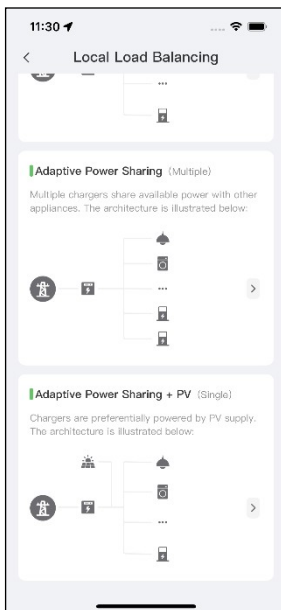 11:30
Local Load Balancing
...
Adaptive Power Sharing (Multiple)
Multiple chargers share available power with other
appliances. The architecture is illustrated below:
...
Adaptive Power Sharing + PV (Single)
Chargers are preferentially powered by PV supply.
The architecture is illustrated below:
...